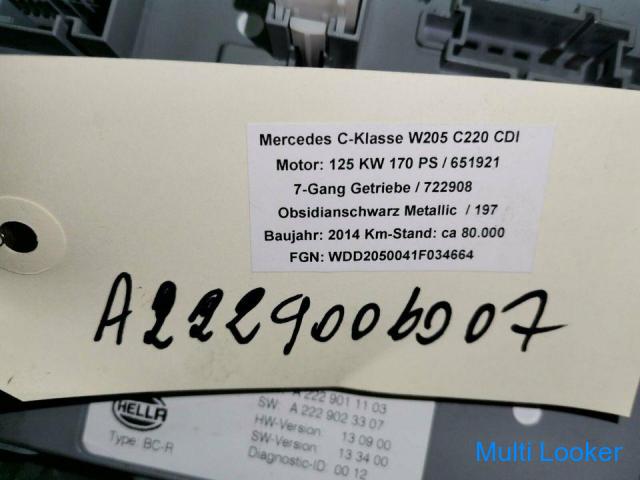 Mercedes C-Klasse W205 C220 CDI
Motor: 125 KW 170 PS / 651921
7-Gang Getriebe / 722908
Obsidianschwarz Metallic / 197
Baujahr: 2014 Km-Stand: ca 80.000
FGN: WDD2050041F034664
A2229006007
A 222 901 11 03
SW: A 222 902 33 07
HW-Version: 13 09 00
SW-Version: 13 34 00
Diagnostic-ID 00 12
HELLA
Type BC-R
Multi Looker